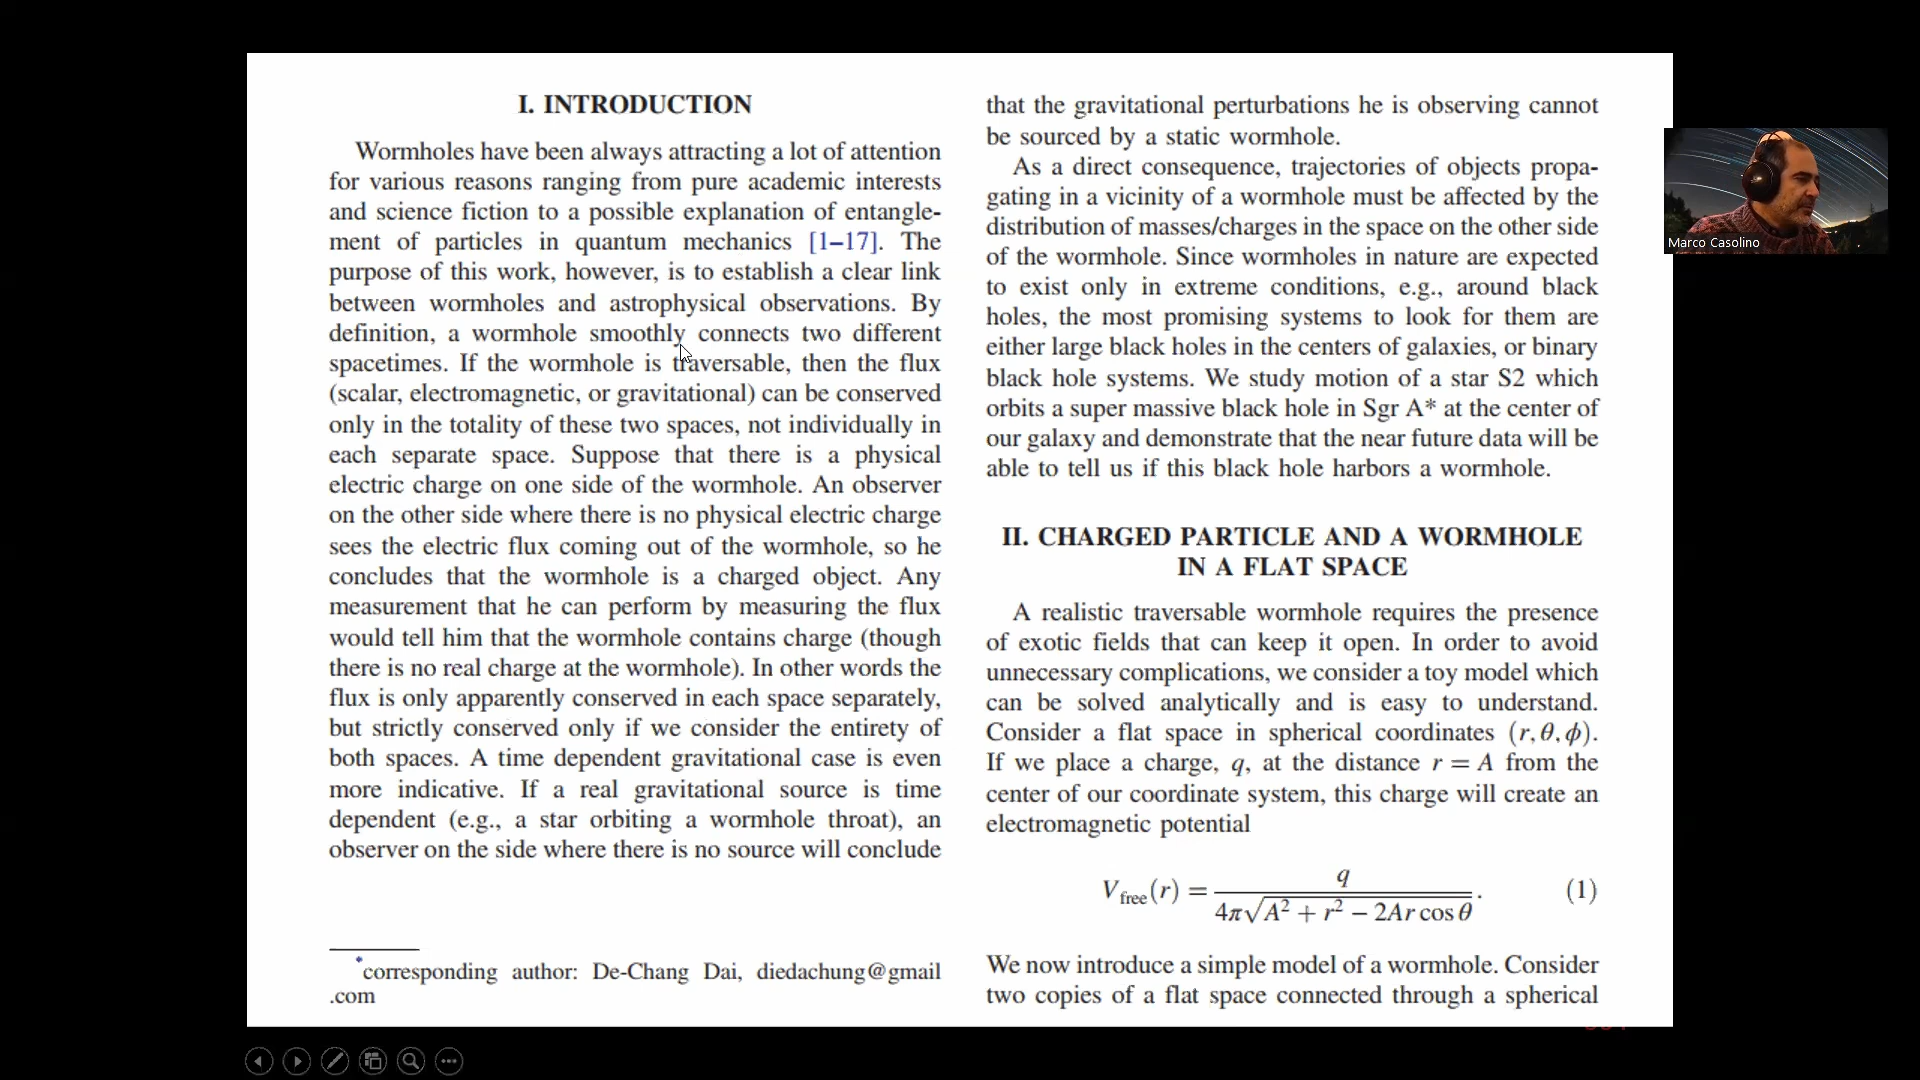 I. INTRODUCTION
Wormholes have been always attracting a lot of attention
for various reasons ranging from pure academic interests
and science fiction to a possible explanation of entangle-
ment of particles in quantum mechanics [1–17]. The
purpose of this work, however, is to establish a clear link
between wormholes and astrophysical observations. By
definition, a wormhole smoothly connects two different
spacetimes. If the wormhole is traversable, then the flux
(scalar, electromagnetic, or gravitational) can be conserved
only in the totality of these two spaces, not individually in
each separate space. Suppose that there is a physical
electric charge on one side of the wormhole. An observer
on the other side where there is no physical electric charge
sees the electric flux coming out of the wormhole, so he
concludes that the wormhole is a charged object. Any
measurement that he can perform by measuring the flux
would tell him that the wormhole contains charge (though
there is no real charge at the wormhole). In other words the
flux is only apparently conserved in each space separately,
but strictly conserved only if we consider the entirety of
both spaces. A time dependent gravitational case is even
more indicative. If a real gravitational source is time
dependent (e.g., a star orbiting a wormhole throat), an
observer on the side where there is no source will conclude
*corresponding author: De-Chang Dai, diedachung@gmail
.com
that the gravitational perturbations he is observing cannot
be sourced by a static wormhole.
As a direct consequence, trajectories of objects propa-
gating in a vicinity of a wormhole must be affected by the
distribution of masses/charges in the space on the other side
of the wormhole. Since wormholes in nature are expected
to exist only in extreme conditions, e.g., around black
holes, the most promising systems to look for them are
either large black holes in the centers of galaxies, or binary
black hole systems. We study motion of a star S2 which
orbits a super massive black hole in Sgr A* at the center of
our galaxy and demonstrate that the near future data will be
able to tell us if this black hole harbors a wormhole.
II. CHARGED PARTICLE AND A WORMHOLE
IN A FLAT SPACE
A realistic traversable wormhole requires the presence
of exotic fields that can keep it open. In order to avoid
unnecessary complications, we consider a toy model which
can be solved analytically and is easy to understand.
Consider a flat space in spherical coordinates (r, θ, ϕ).
If we place a charge, q, at the distance r = A from the
center of our coordinate system, this charge will create an
electromagnetic potential
V_free(r) = q / (4π√(A² + r² − 2Ar cos θ)). (1)
We now introduce a simple model of a wormhole. Consider
two copies of a flat space connected through a spherical
Marco Casolino